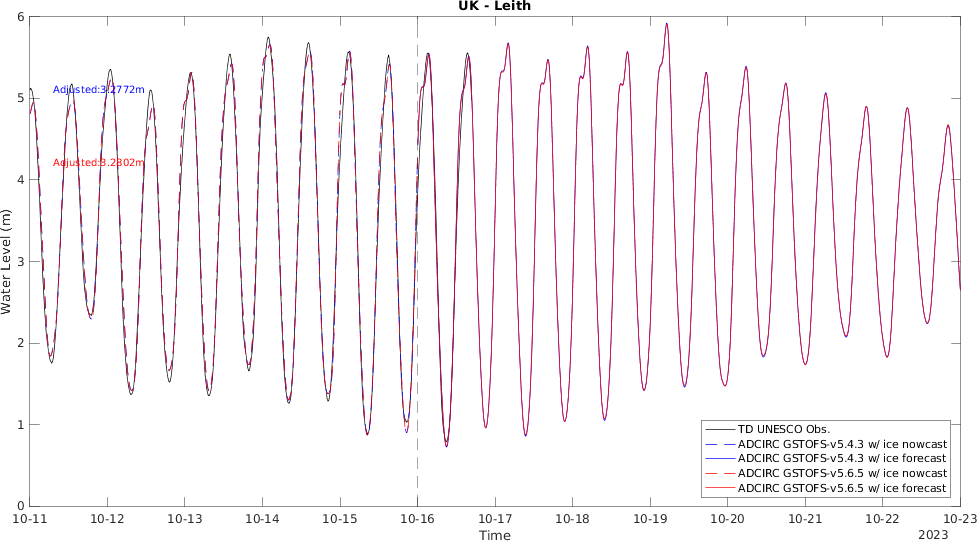 UK - Leith
6
5
4
3
2
1
0
Water Level (m)
Adjusted:3.2772m
Adjusted:3.2302m
TD UNESCO Obs.
ADCIRC GSTOFS-v5.4.3 w/ ice nowcast
ADCIRC GSTOFS-v5.4.3 w/ ice forecast
ADCIRC GSTOFS-v5.6.5 w/ ice nowcast
ADCIRC GSTOFS-v5.6.5 w/ ice forecast
10-11 10-12 10-13 10-14 10-15 10-16 10-17 10-18 10-19 10-20 10-21 10-22 10-23
Time
2023